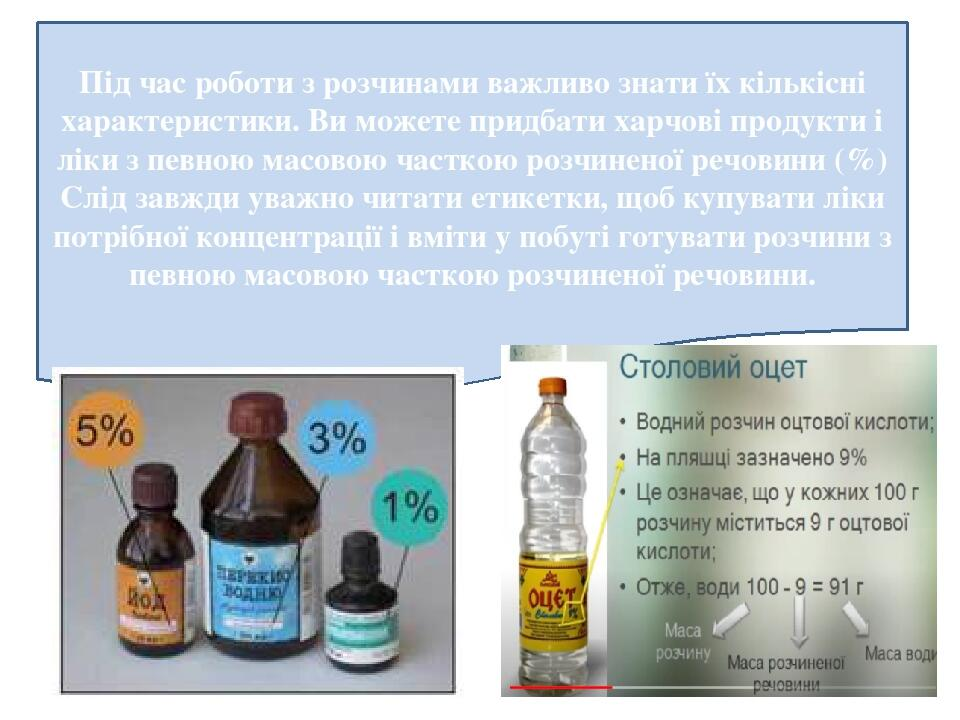 Під час роботи з розчинами важливо знати їх кількісні
характеристики. Ви можете придбати харчові продукти і
ліки з певною масовою часткою розчиненої речовини (%)
Слід завжди уважно читати етикетки, щоб купувати ліки
потрібної концентрації і вміти у побуті готувати розчини з
певною масовою часткою розчиненої речовини.
5%
3%
1%
ЙОД
ПЕРЕКИС
ВОДНЮ
Столовий оцет
• Водний розчин оцтової кислоти;
• На пляшці зазначено 9%
• Це означає, що у кожних 100 г
розчину міститься 9 г оцтової
кислоти;
• Отже, води 100 - 9 = 91 г
Маса
розчину
Маса розчиненої
речовини
Маса води
ОЦЕТ